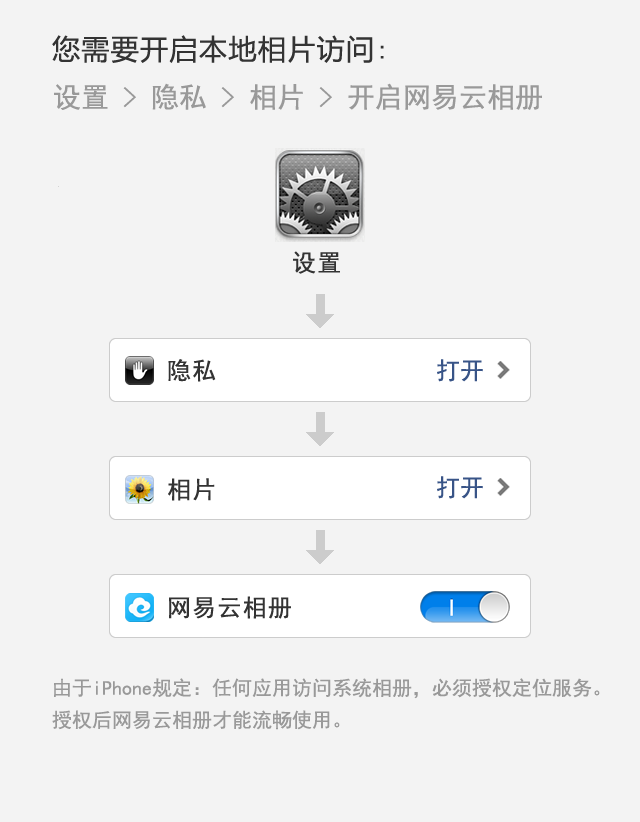 您需要开启本地相片访问:
设置 > 隐私 > 相片 > 开启网易云相册
设置
隐私 打开
相片 打开
网易云相册
由于iPhone规定：任何应用访问系统相册，必须授权定位服务。
授权后网易云相册才能流畅使用。